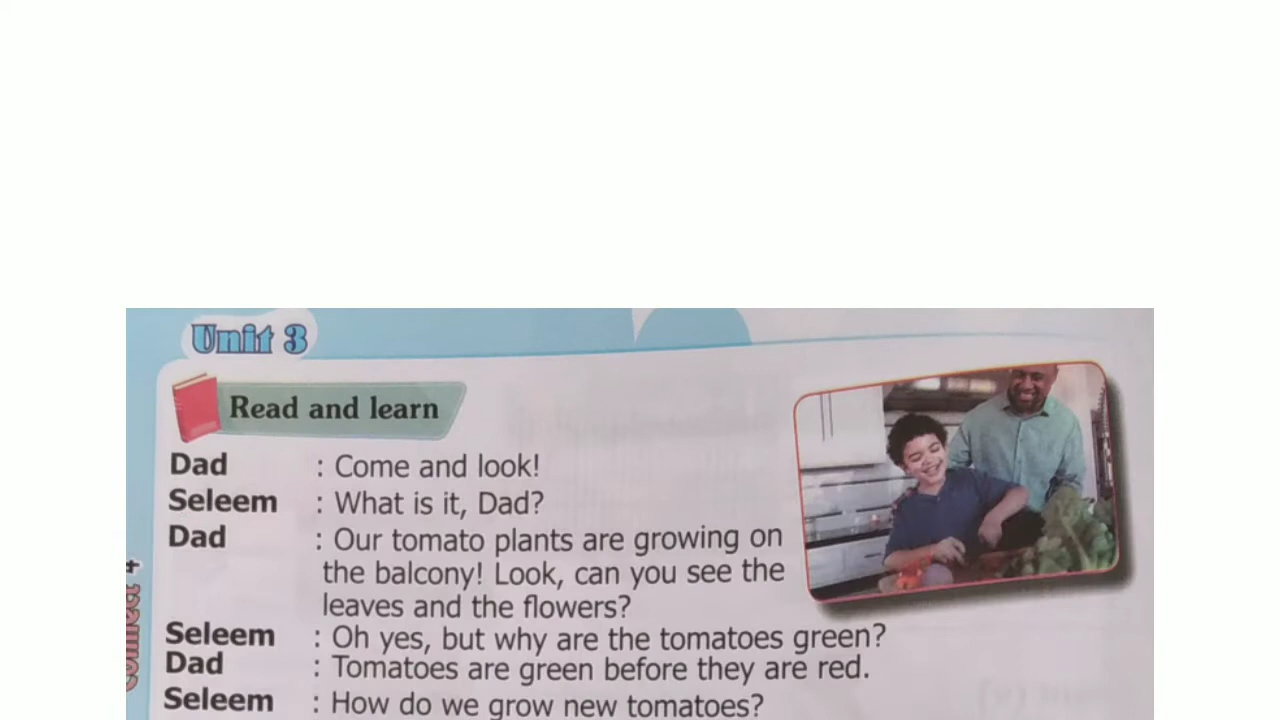 Unit 3
Read and learn
Dad : Come and look!
Seleem : What is it, Dad?
Dad : Our tomato plants are growing on
the balcony! Look, can you see the
leaves and the flowers?
Seleem : Oh yes, but why are the tomatoes green?
Dad : Tomatoes are green before they are red.
Seleem : How do we grow new tomatoes?
Connect 4